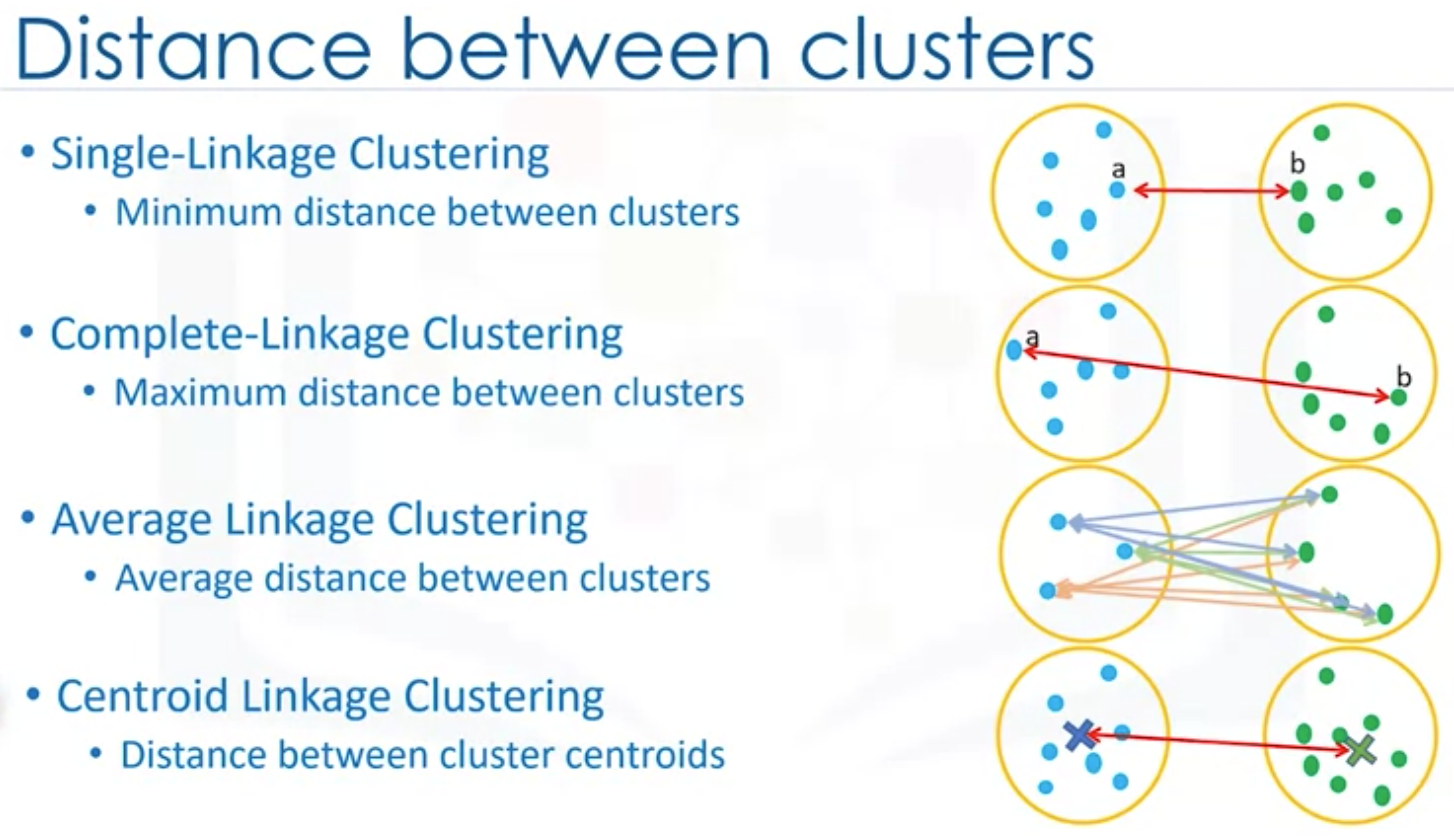 Distance between clusters
• Single-Linkage Clustering
• Minimum distance between clusters
a
b
• Complete-Linkage Clustering
• Maximum distance between clusters
a
b
• Average Linkage Clustering
• Average distance between clusters
• Centroid Linkage Clustering
• Distance between cluster centroids